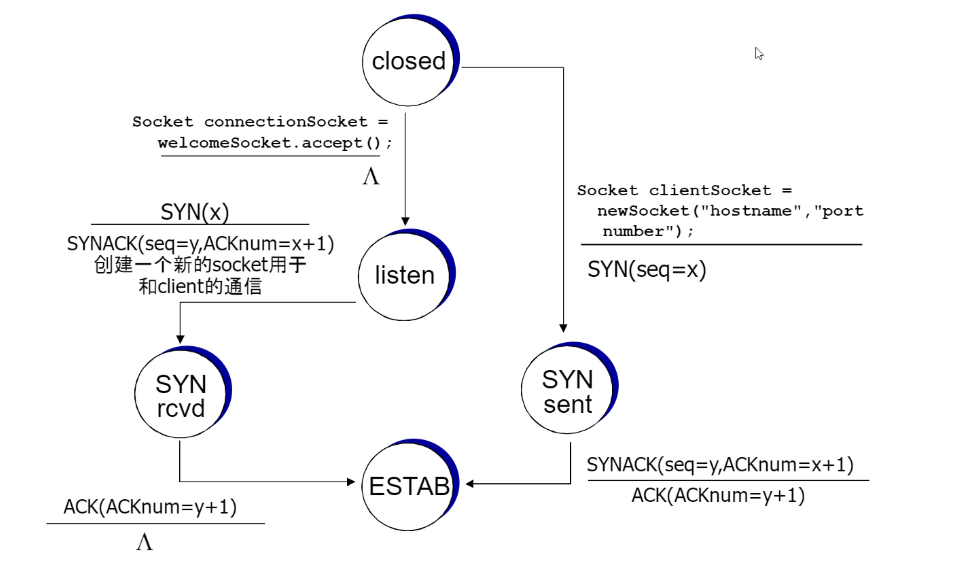 closed
Socket connectionSocket =
welcomeSocket.accept();
Λ
Socket clientSocket =
newSocket("hostname","port
number");
SYN(seq=x)
SYN(x)
SYNACK(seq=y,ACKnum=x+1)
创建一个新的socket用于
和client的通信
listen
SYN
rcvd
SYN
sent
ESTAB
SYNACK(seq=y,ACKnum=x+1)
ACK(ACKnum=y+1)
ACK(ACKnum=y+1)
Λ